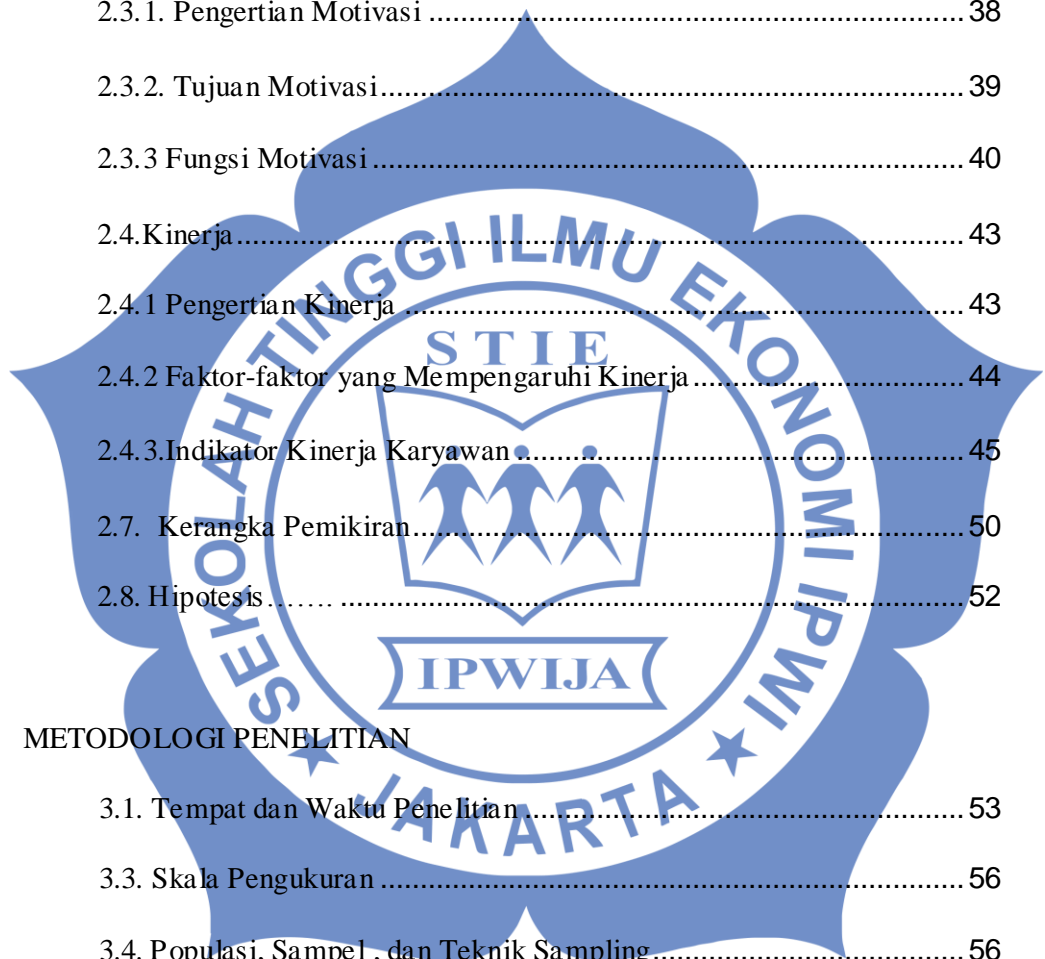 2.3.1. Pengertian Motivasi ........................................ 38
2.3.2. Tujuan Motivasi ........................................ 39
2.3.3 Fungsi Motivasi ........................................ 40
2.4.Kinerja ........................................ 43
2.4.1 Pengertian Kinerja ........................................ 43
2.4.2 Faktor-faktor yang Mempengaruhi Kinerja ........................................ 44
2.4.3.Indikator Kinerja Karyawan ........................................ 45
2.7. Kerangka Pemikiran ........................................ 50
2.8. Hipotesis ........................................ 52
METODOLOGI PENELITIAN
3.1. Tempat dan Waktu Penelitian ........................................ 53
3.3. Skala Pengukuran ........................................ 56
3.4. Populasi, Sampel , dan Teknik Sampling ........................................ 56
SEKOLAH TINGGI ILMU EKONOMI IPWI
JAKARTA
STIE
IPWIJA